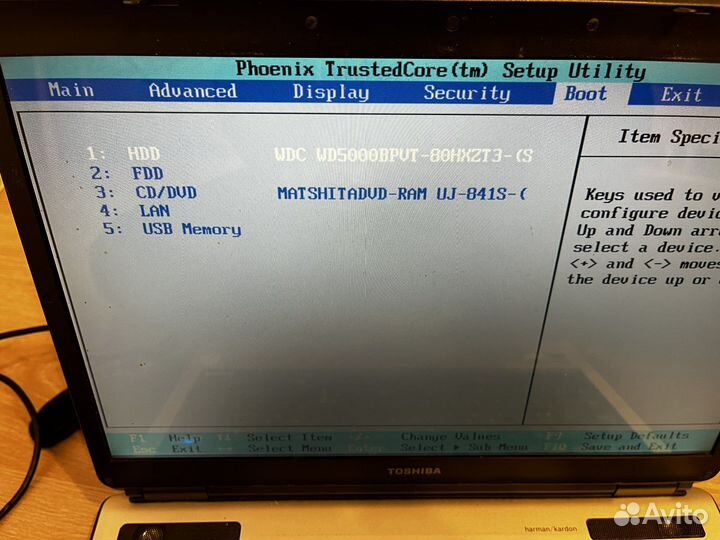 Phoenix TrustedCore(tm) Setup Utility
Main Advanced Display Security Boot Exit
Item Speci
1: HDD WDC WD5000BPVT-80HXZT3-(S
2: FDD
3: CD/DVD MATSHITADVD-RAM UJ-841S-(
4: LAN
5: USB Memory
Keys used to v
configure devic
Up and Down arr
select a device.
<+> and <-> moves
the device up or
F1 Help Select Item -/- Change Values F9 Setup Defaults
Esc Exit Select Menu Select ▸ Sub-Menu F10 Save and Exit
TOSHIBA
harman/kardon
Avito